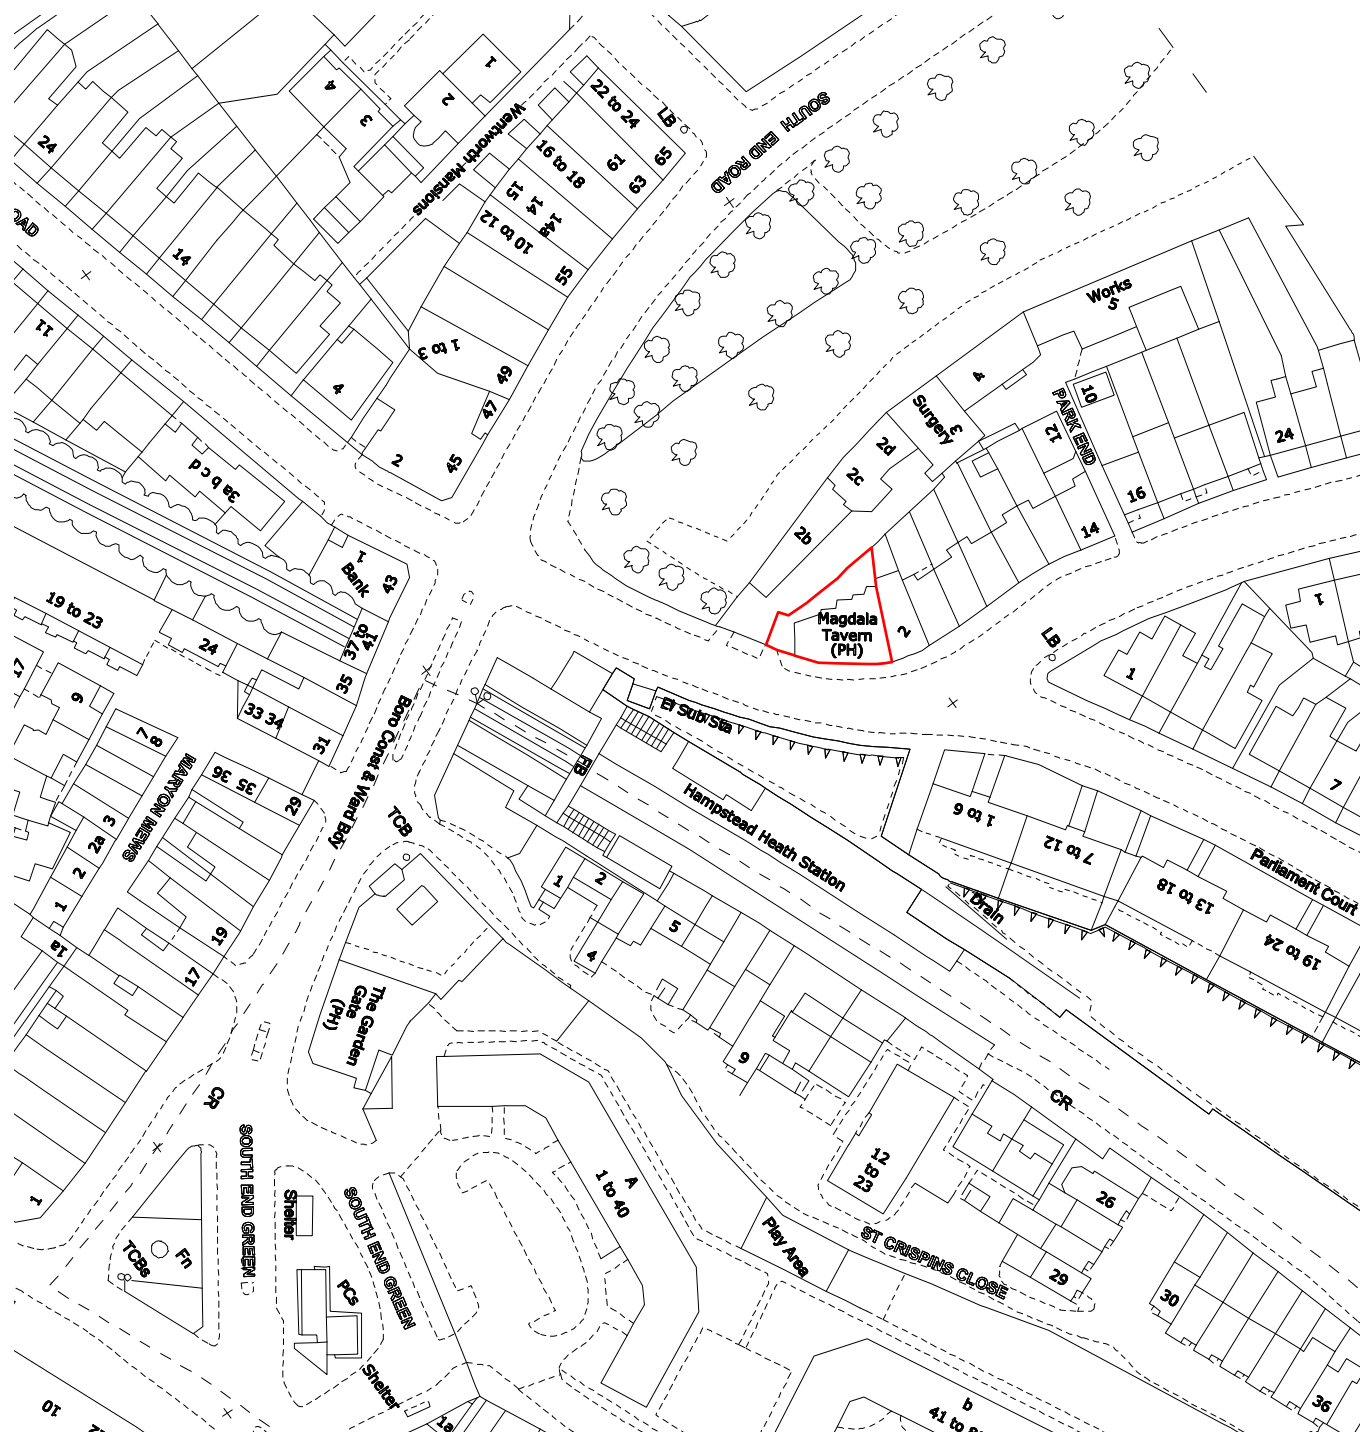 1
2
4
3
24
22 to 24
LB
SOUTH END ROAD
Wentworth Mansions
16 to 18
61
65
63
15
14
14a
10 to 12
55
OAD
14
11
1 to 3
49
47
4
2
45
3a b c d
Works
5
4
10
PARK END
Surgery
3
12
24
2d
2c
16
14
2b
1
Bank
43
19 to 23
24
37 to
41
35
17
9
33 34
31
7
8
36
35
29
MARYON MEWS
3
2a
2
1
1a
19
17
Boro Const & Ward Bdy
TCB
Magdala
Tavern
(PH)
2
LB
1
1
7
El Sub Sta
FB
Hampstead Heath Station
1 to 6
7 to 12
13 to 18
19 to 24
Parliament Court
Drain
1
2
5
4
9
The Garden
Gate
(PH)
CR
CR
1
SOUTH END GREEN
Shelter
SOUTH END GREEN
TCBs
Fn
PCs
Shelter
A
1 to 40
Play Area
12
to
23
26
ST CRISPINS CLOSE
29
30
36
10
12
1a
b